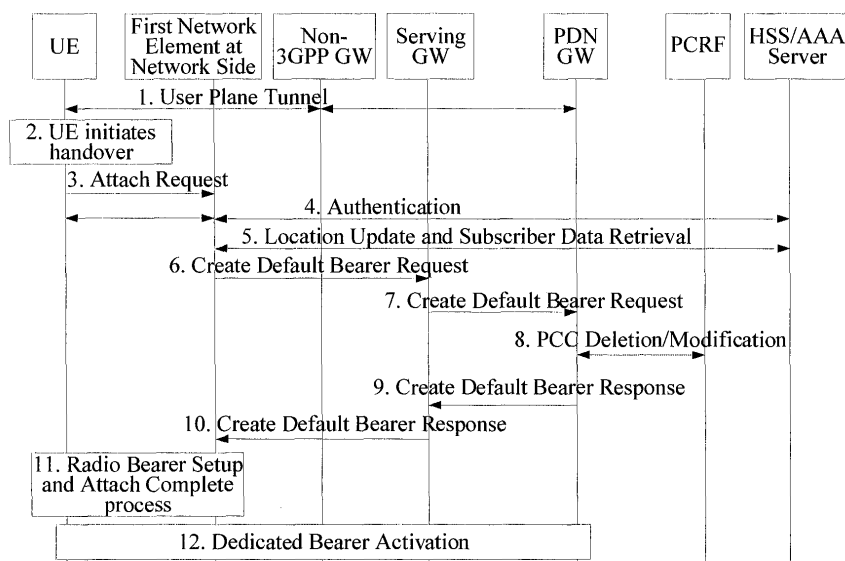 UE
First Network
Element at
Network Side
Non-
3GPP GW
Serving
GW
PDN
GW
PCRF
HSS/AAA
Server
1. User Plane Tunnel
2. UE initiates
handover
3. Attach Request
4. Authentication
5. Location Update and Subscriber Data Retrieval
6. Create Default Bearer Request
7. Create Default Bearer Request
8. PCC Deletion/Modification
9. Create Default Bearer Response
10. Create Default Bearer Response
11. Radio Bearer Setup
and Attach Complete
process
12. Dedicated Bearer Activation